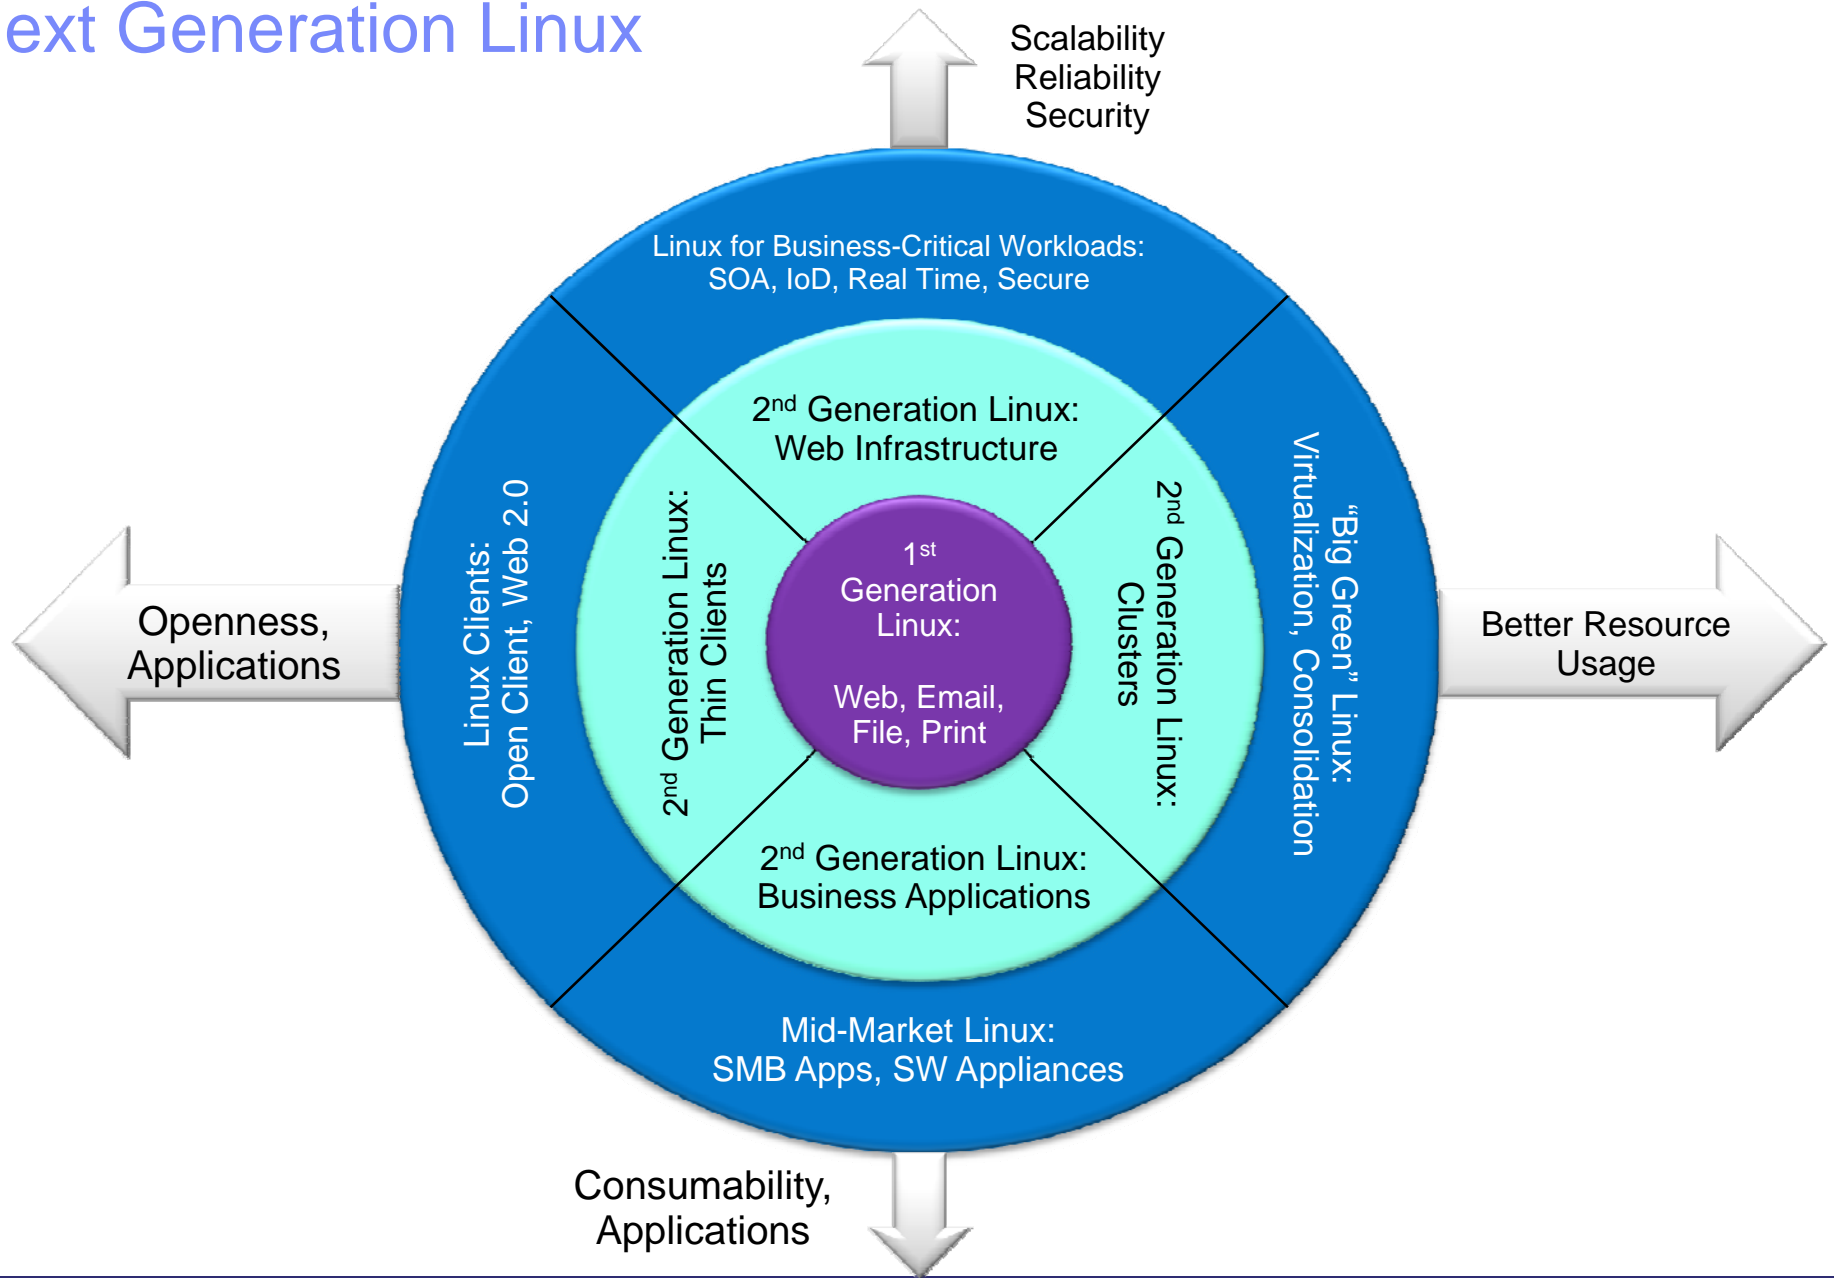 ext Generation Linux
Scalability
Reliability
Security
Linux for Business-Critical Workloads:
SOA, IoD, Real Time, Secure
2nd Generation Linux:
Web Infrastructure
Openness,
Applications
Linux Clients:
Open Client, Web 2.0
2nd Generation Linux:
Thin Clients
1st
Generation
Linux:
Web, Email,
File, Print
2nd Generation Linux:
Clusters
“Big Green” Linux:
Virtualization, Consolidation
Better Resource
Usage
2nd Generation Linux:
Business Applications
Mid-Market Linux:
SMB Apps, SW Appliances
Consumability,
Applications